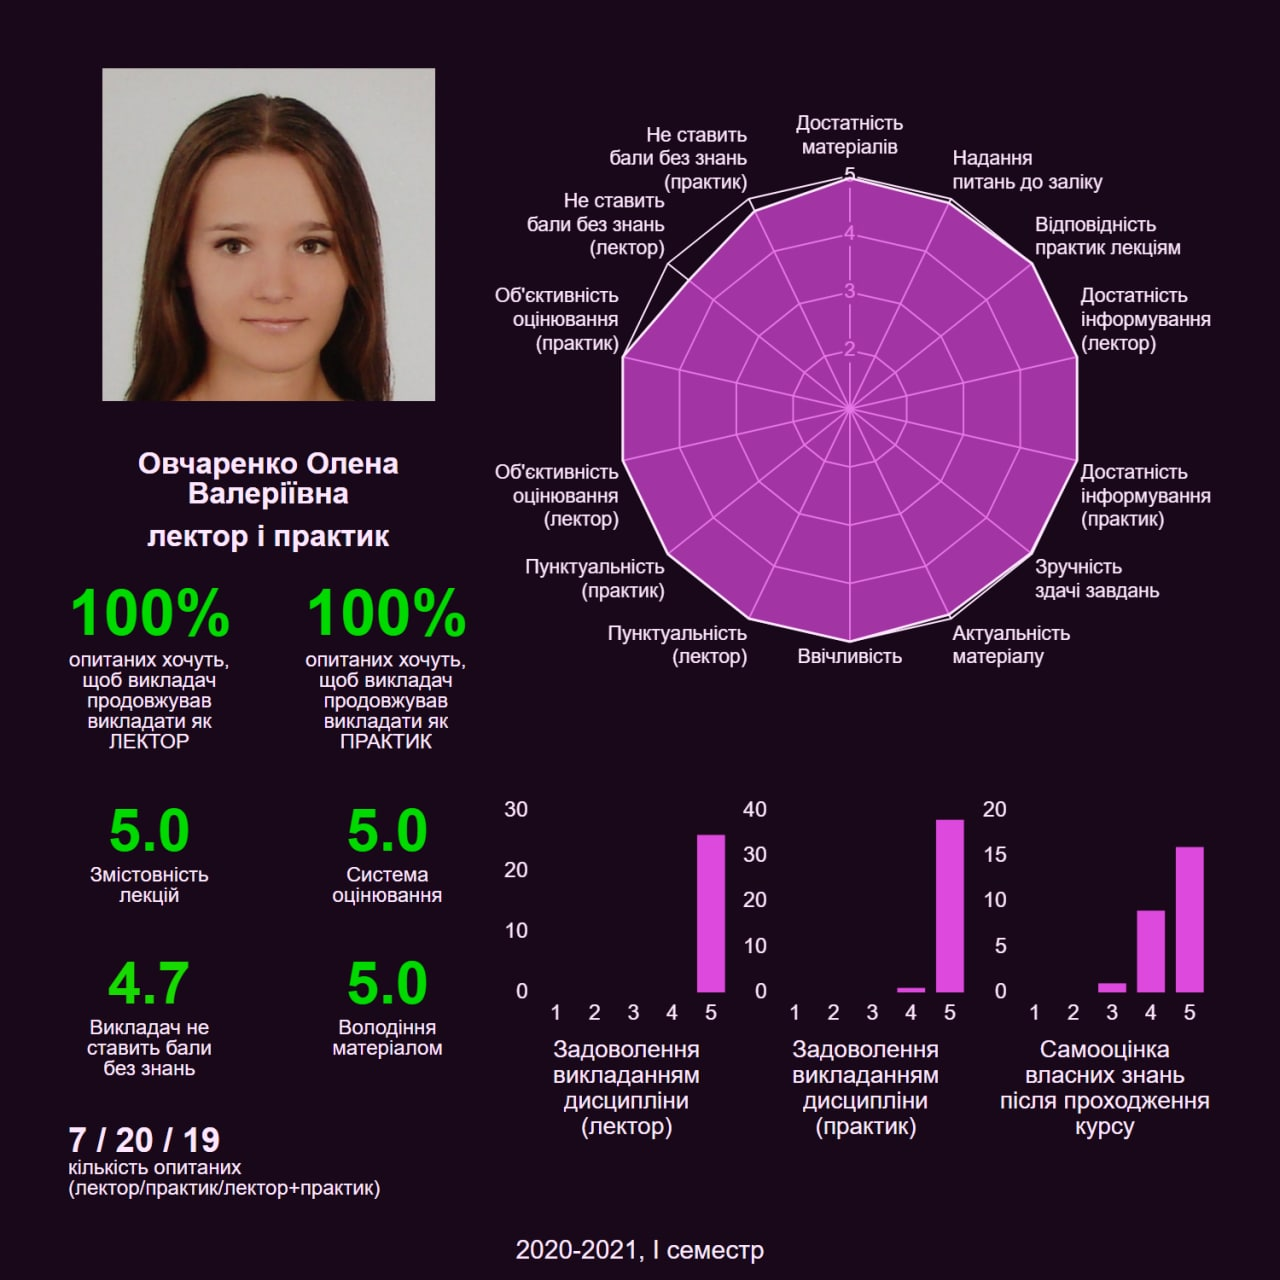 Овчаренко Олена
Валеріївна
лектор і практик
100%
опитаних хочуть,
щоб викладач
продовжував
викладати як
ЛЕКТОР
100%
опитаних хочуть,
щоб викладач
продовжував
викладати як
ПРАКТИК
5.0
Змістовність
лекцій
5.0
Система
оцінювання
4.7
Викладач не
ставить бали
без знань
5.0
Володіння
матеріалом
7 / 20 / 19
кількість опитаних
(лектор/практик/лектор+практик)
Достатність
матеріалів
Надання
питань до заліку
Відповідність
практик лекціям
Достатність
інформування
(лектор)
Достатність
інформування
(практик)
Зручність
здачі завдань
Актуальність
матеріалу
Ввічливість
Пунктуальність
(лектор)
Пунктуальність
(практик)
Об'єктивність
оцінювання
(лектор)
Об'єктивність
оцінювання
(практик)
Не ставить
бали без знань
(лектор)
Не ставить
бали без знань
(практик)
5
4
3
2
30
20
10
0
1 2 3 4 5
Задоволення
викладанням
дисципліни
(лектор)
40
30
20
10
0
1 2 3 4 5
Задоволення
викладанням
дисципліни
(практик)
20
15
10
5
0
1 2 3 4 5
Самооцінка
власних знань
після проходження
курсу
2020-2021, І семестр